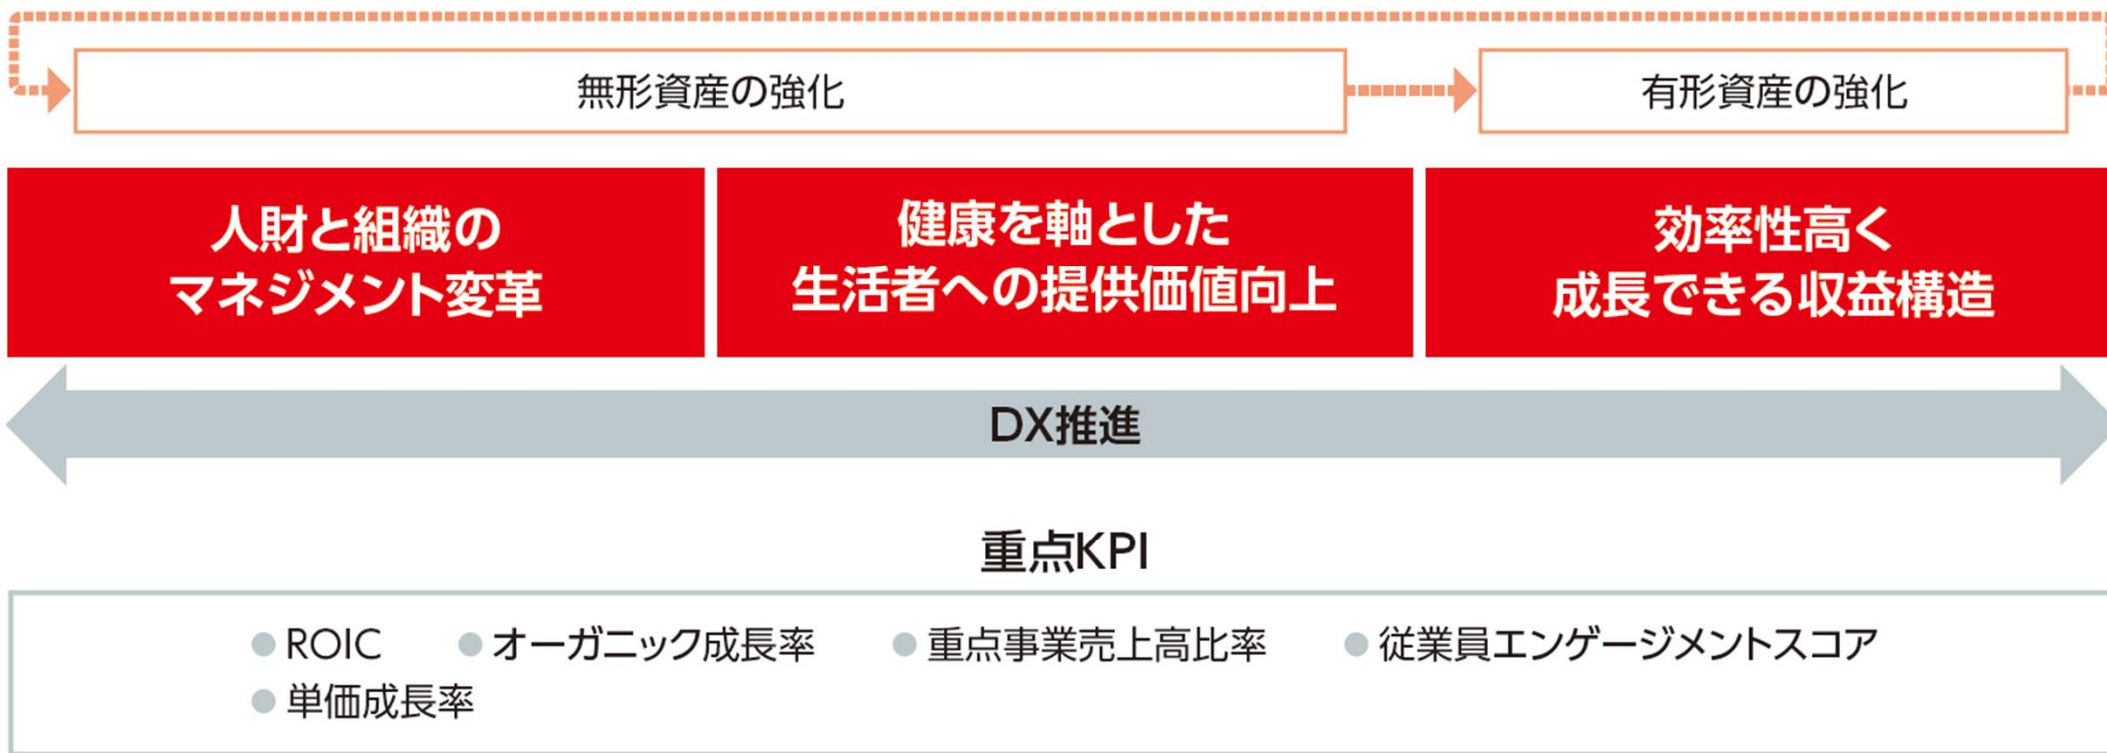 無形資産の強化
有形資産の強化
人財と組織の
マネジメント変革
健康を軸とした
生活者への提供価値向上
効率性高く
成長できる収益構造
DX推進
重点KPI
ROIC
オーガニック成長率
重点事業売上高比率
従業員エンゲージメントスコア
単価成長率